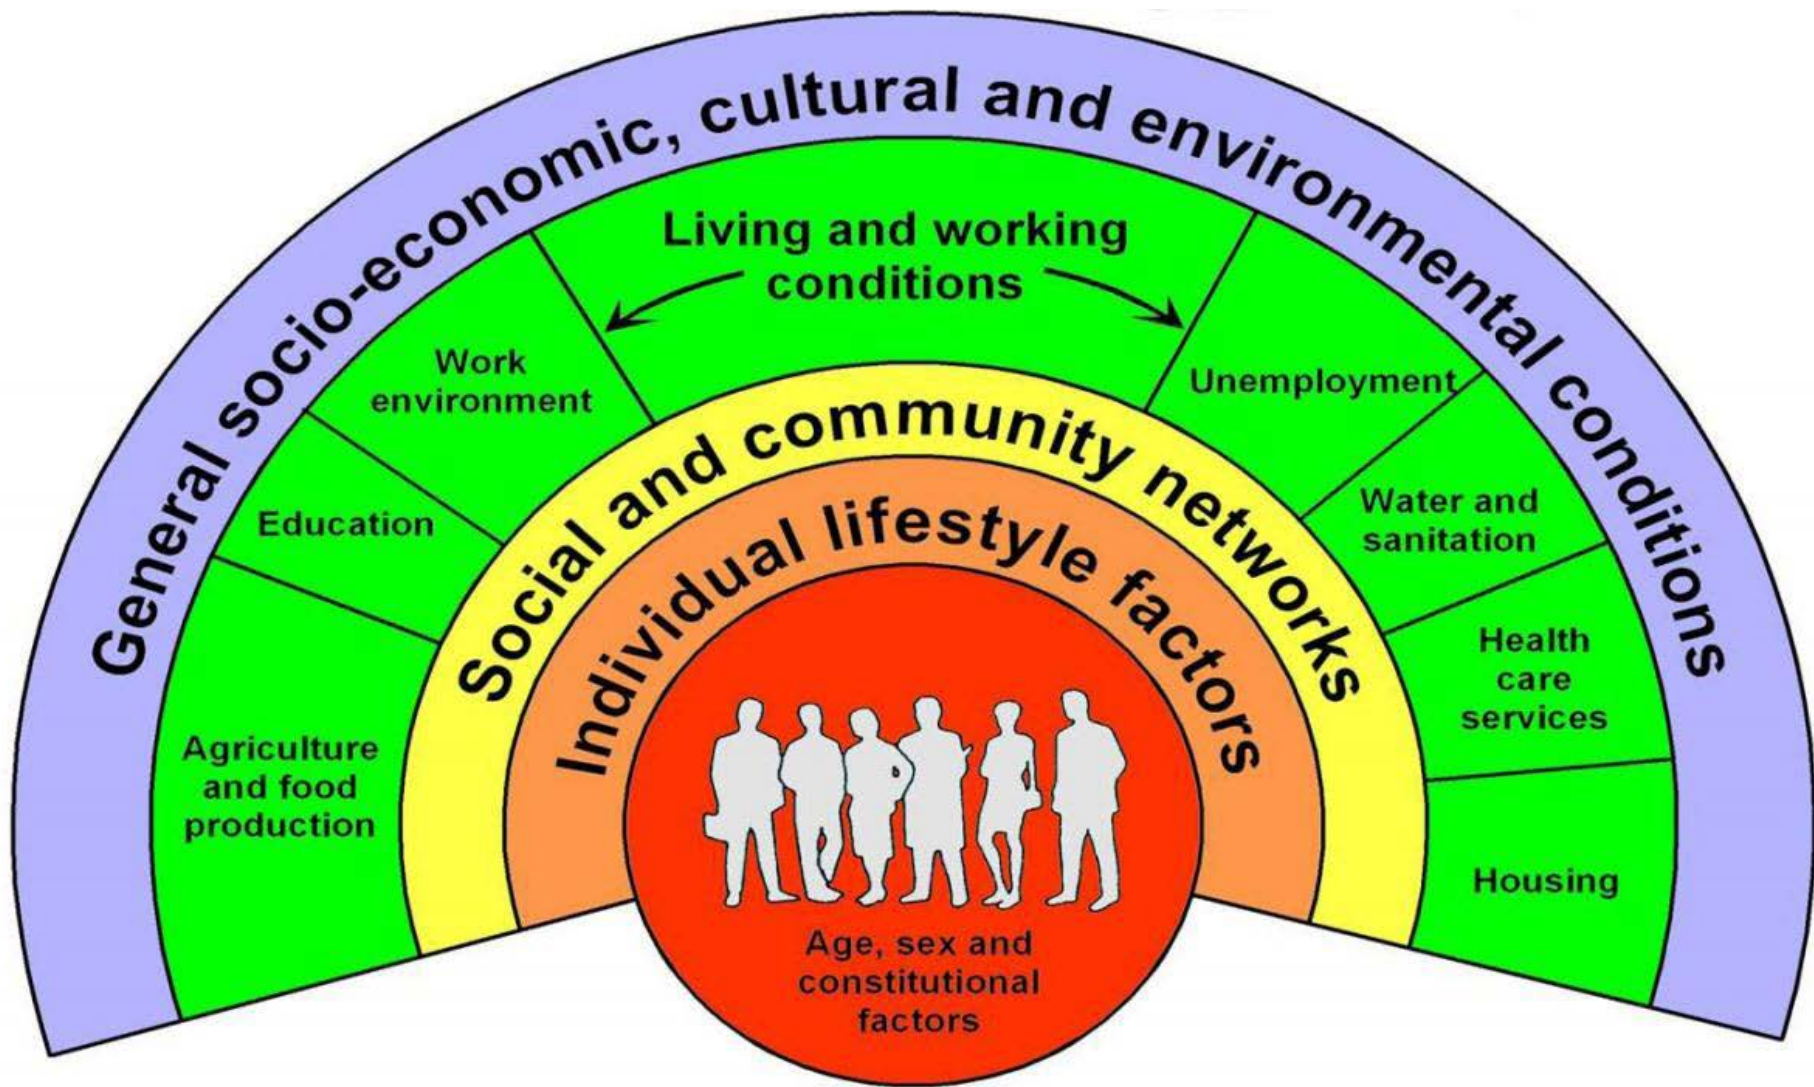 General socio-economic, cultural and environmental conditions
Living and working
conditions
Work
environment
Unemployment
Education
Water and
sanitation
Agriculture
and food
production
Health
care
services
Housing
Social and community networks
Individual lifestyle factors
Age, sex and
constitutional
factors